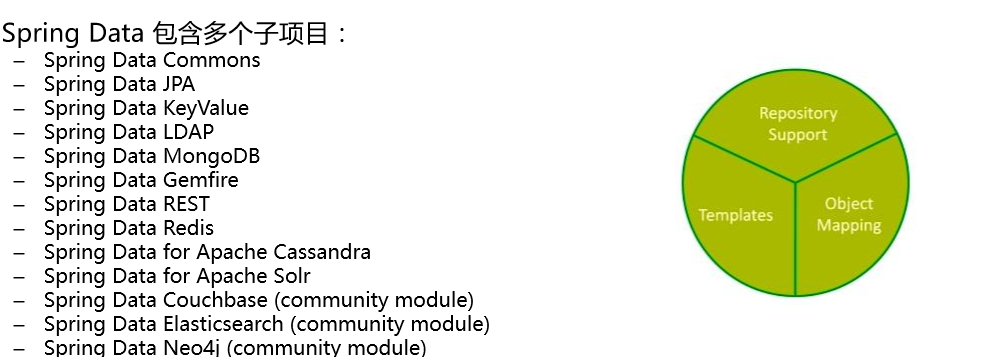 Spring Data 包含多个子项目：
– Spring Data Commons
– Spring Data JPA
– Spring Data KeyValue
– Spring Data LDAP
– Spring Data MongoDB
– Spring Data Gemfire
– Spring Data REST
– Spring Data Redis
– Spring Data for Apache Cassandra
– Spring Data for Apache Solr
– Spring Data Couchbase (community module)
– Spring Data Elasticsearch (community module)
– Spring Data Neo4j (community module)
Repository
Support
Templates
Object
Mapping